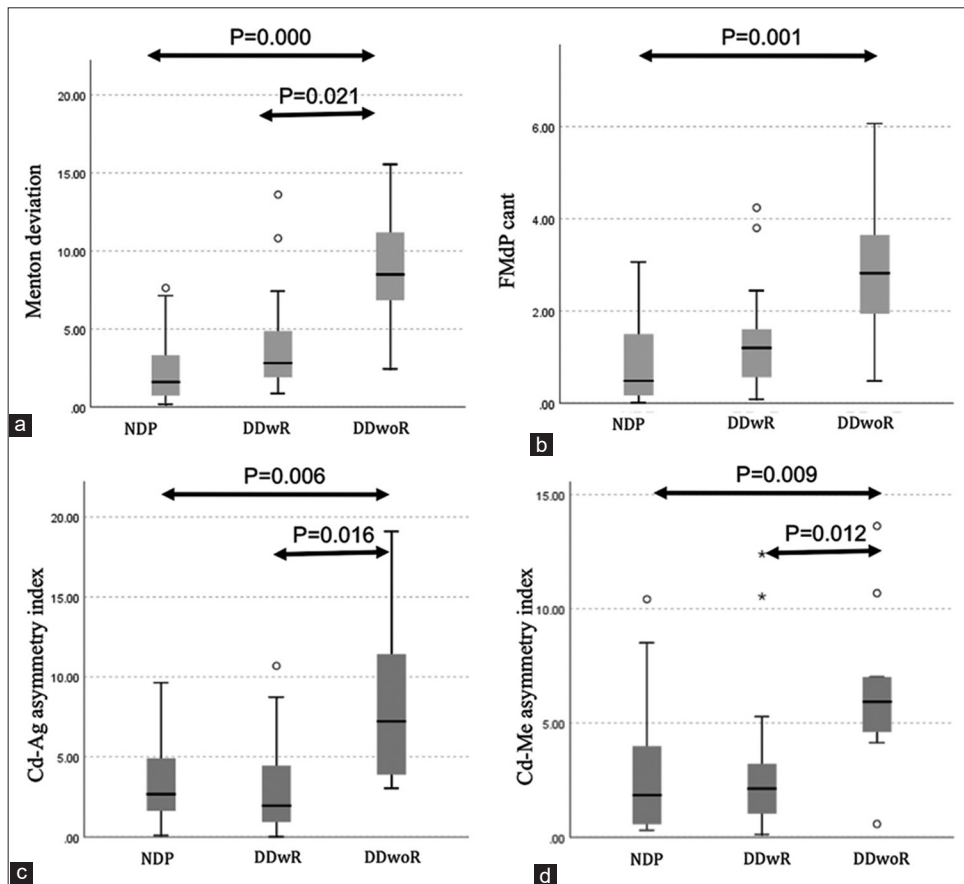 P=0.000
P=0.021
20.00
15.00
10.00
5.00
.00
Menton deviation
NDP
DDwR
DDwoR
a
P=0.001
6.00
4.00
2.00
.00
FMdP cant
NDP
DDwR
DDwoR
b
P=0.006
P=0.016
20.00
15.00
10.00
5.00
.00
Cd-Ag asymmetry index
NDP
DDwR
DDwoR
c
P=0.009
P=0.012
15.00
10.00
5.00
.00
Cd-Me asymmetry index
NDP
DDwR
DDwoR
d